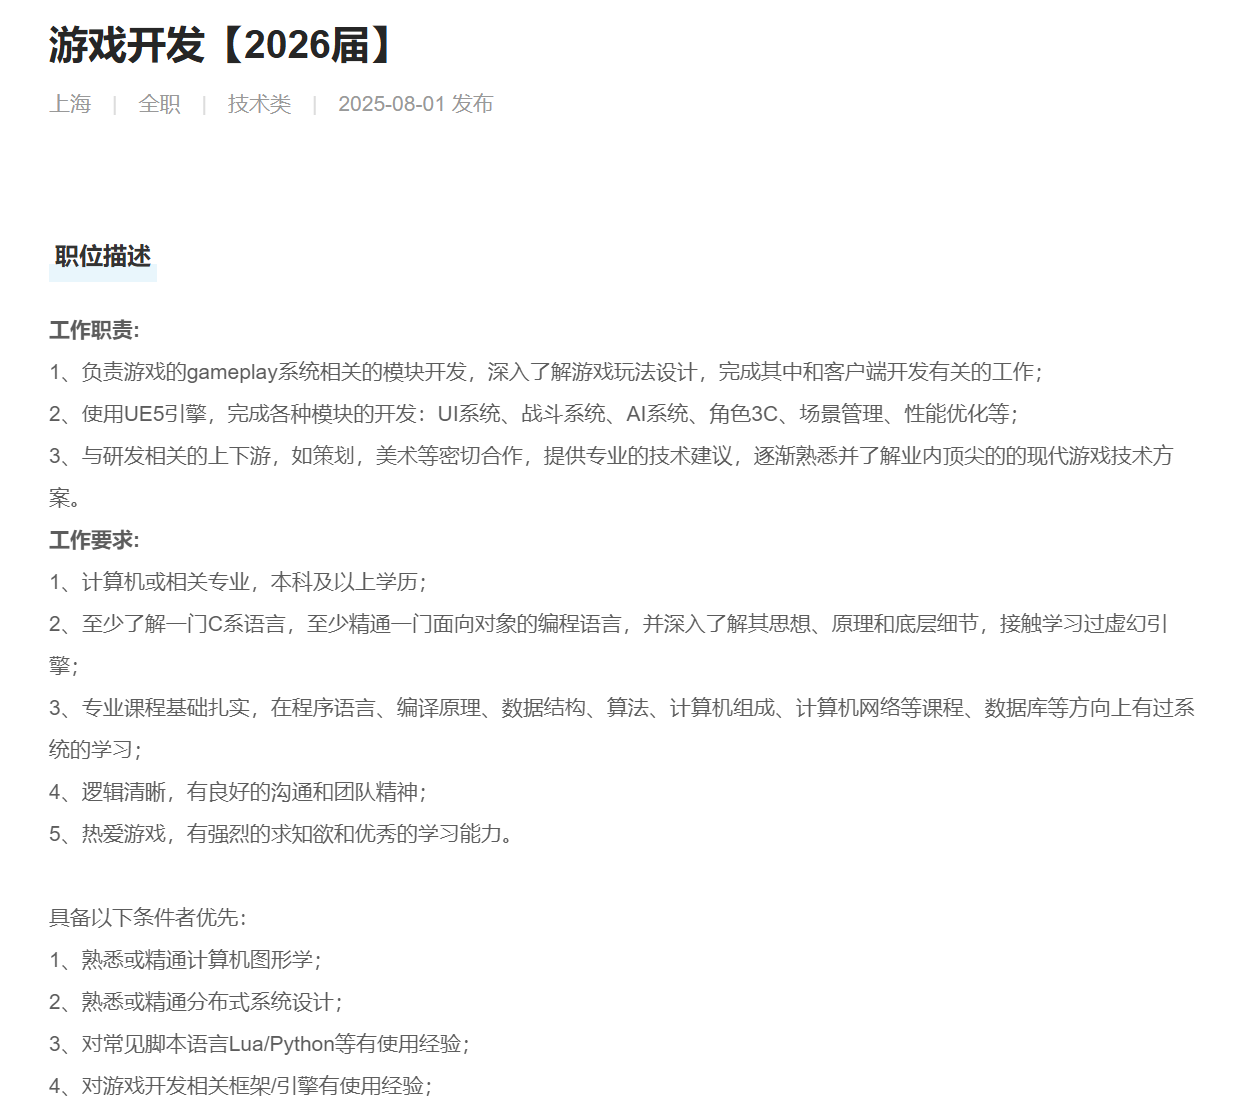 游戏开发【2026届】
上海 | 全职 | 技术类 | 2025-08-01 发布
职位描述
工作职责:
1、负责游戏的gameplay系统相关的模块开发，深入了解游戏玩法设计，完成其中和客户端开发有关的工作；
2、使用UE5引擎，完成各种模块的开发：UI系统、战斗系统、AI系统、角色3C、场景管理、性能优化等；
3、与研发相关的上下游，如策划，美术等密切合作，提供专业的技术建议，逐渐熟悉并了解业内顶尖的的现代游戏技术方
案。
工作要求:
1、计算机或相关专业，本科及以上学历；
2、至少了解一门C系语言，至少精通一门面向对象的编程语言，并深入了解其思想、原理和底层细节，接触学习过虚幻引
擎；
3、专业课程基础扎实，在程序语言、编译原理、数据结构、算法、计算机组成、计算机网络等课程、数据库等方向上有过系
统的学习；
4、逻辑清晰，有良好的沟通和团队精神；
5、热爱游戏，有强烈的求知欲和优秀的学习能力。
具备以下条件者优先：
1、熟悉或精通计算机图形学；
2、熟悉或精通分布式系统设计；
3、对常见脚本语言Lua/Python等有使用经验；
4、对游戏开发相关框架/引擎有使用经验；